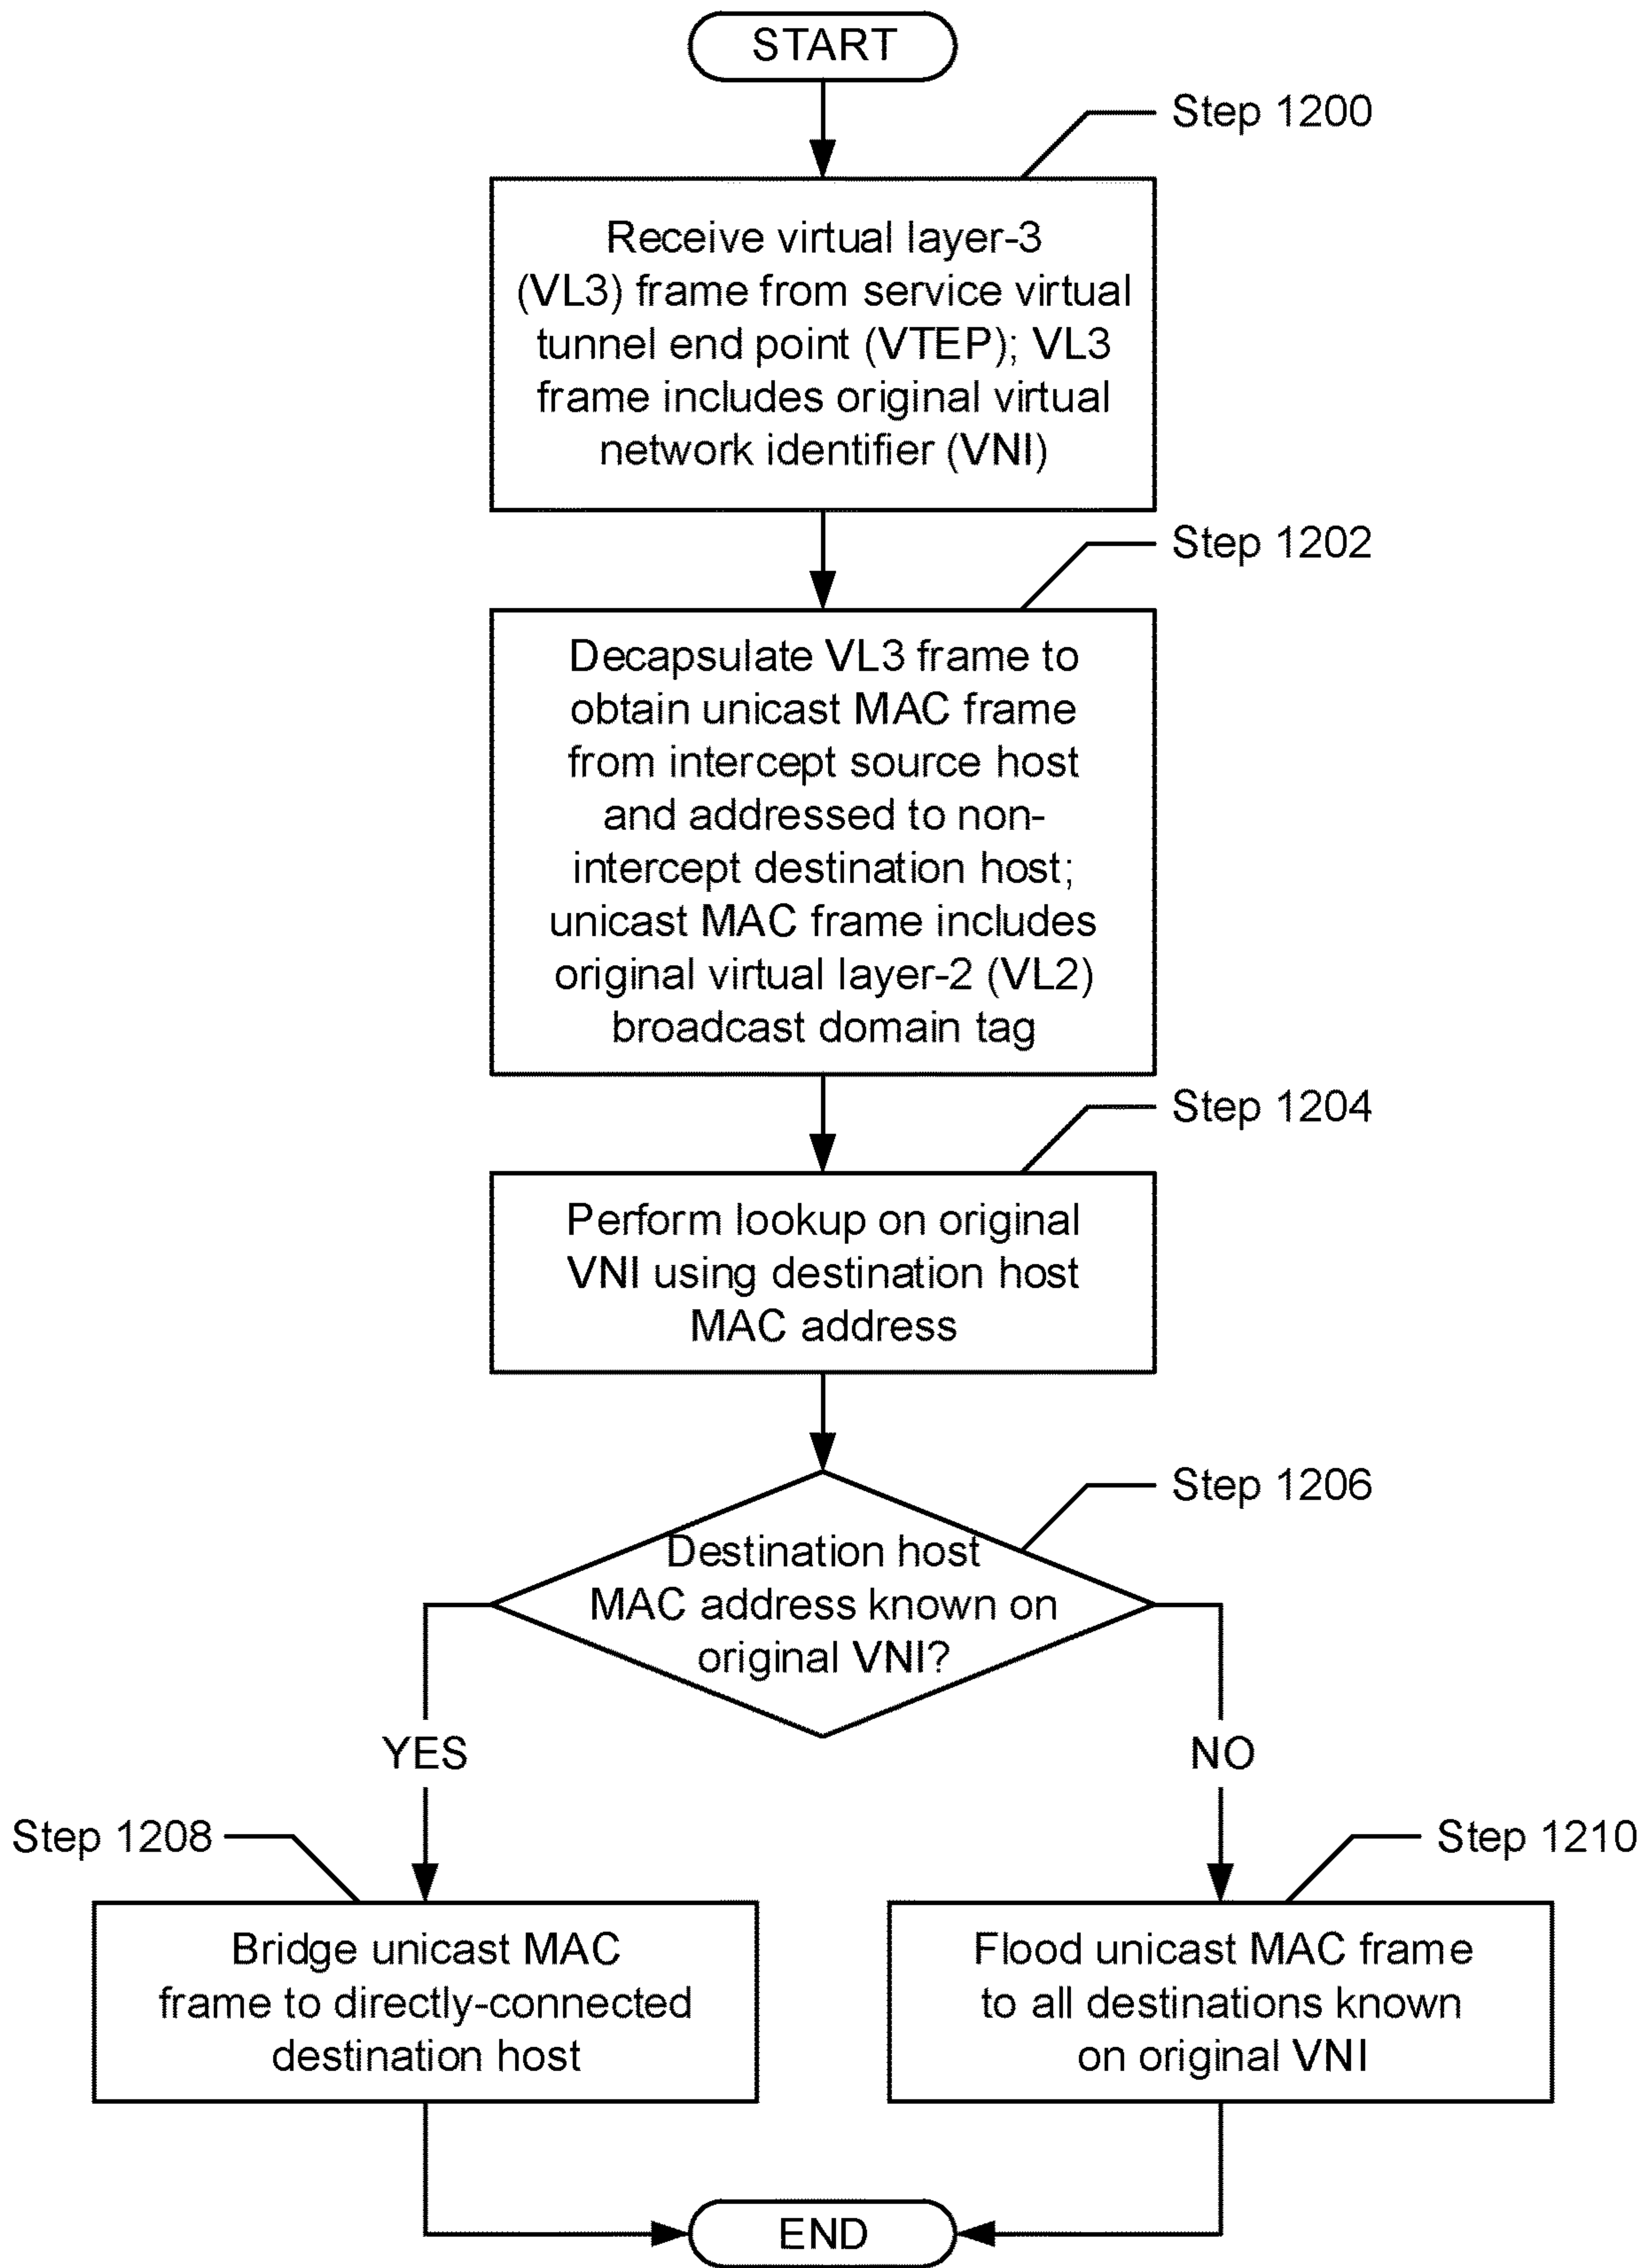 START
Step 1200
Receive virtual layer-3
(VL3) frame from service virtual
tunnel end point (VTEP); VL3
frame includes original virtual
network identifier (VNI)
Step 1202
Decapsulate VL3 frame to
obtain unicast MAC frame
from intercept source host
and addressed to non-
intercept destination host;
unicast MAC frame includes
original virtual layer-2 (VL2)
broadcast domain tag
Step 1204
Perform lookup on original
VNI using destination host
MAC address
Step 1206
Destination host
MAC address known on
original VNI?
YES
NO
Step 1208
Step 1210
Bridge unicast MAC
frame to directly-connected
destination host
Flood unicast MAC frame
to all destinations known
on original VNI
END